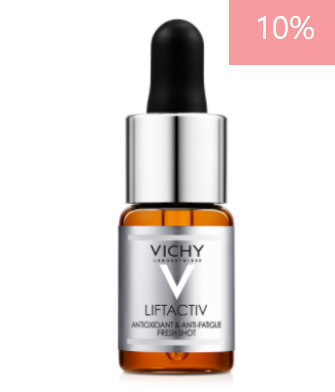 10%
VICHY
LABORATOIRES
V
LIFTACTIV
ANTIOXIDANT & ANTI-FATIGUE
FRESH SHOT